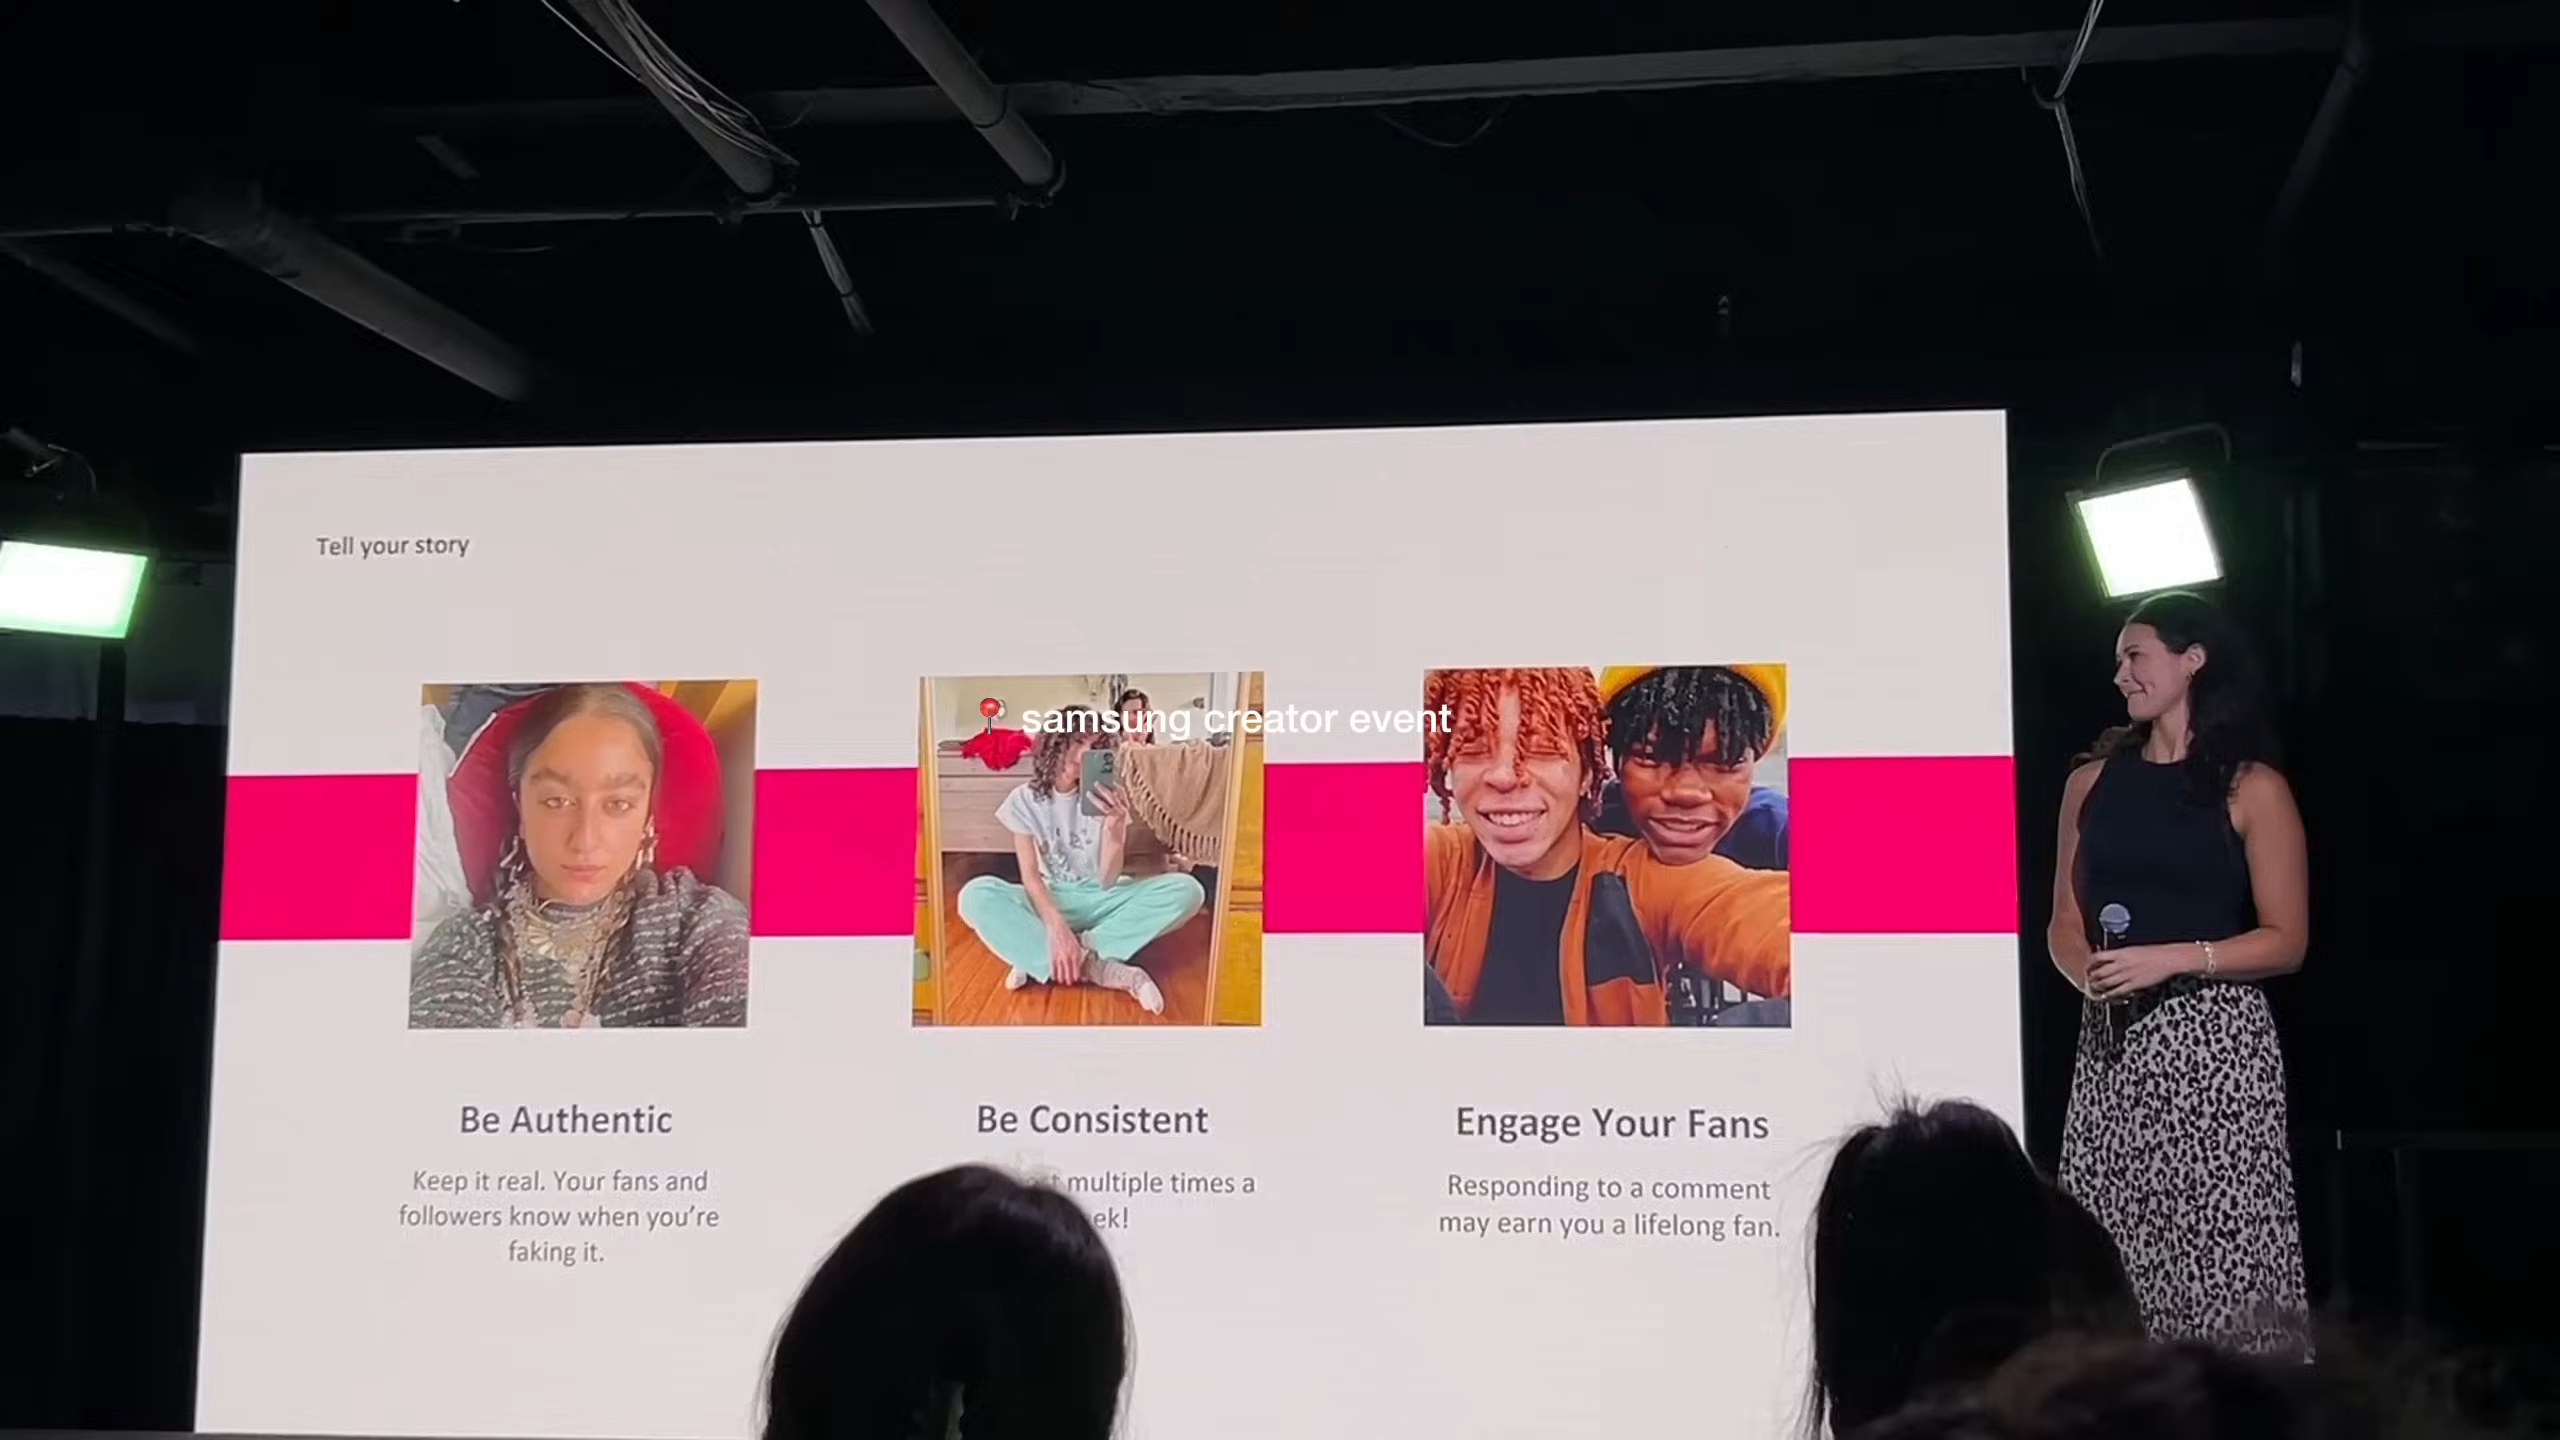 Tell your story
samsung creator event
Be Authentic
Keep it real. Your fans and
followers know when you’re
faking it.
Be Consistent
multiple times a
Engage Your Fans
Responding to a comment
may earn you a lifelong fan.